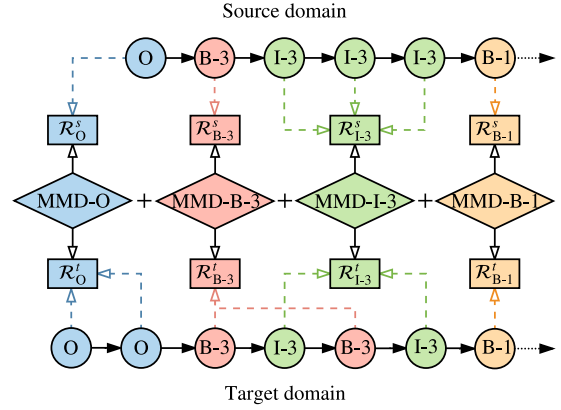 Source domain
O B-3 I-3 I-3 I-3 B-1
R^s_O R^s_B-3 R^s_I-3 R^s_B-1
MMD-O + MMD-B-3 + MMD-I-3 + MMD-B-1
R^t_O R^t_B-3 R^t_I-3 R^t_B-1
O O B-3 I-3 B-3 I-3 B-1
Target domain